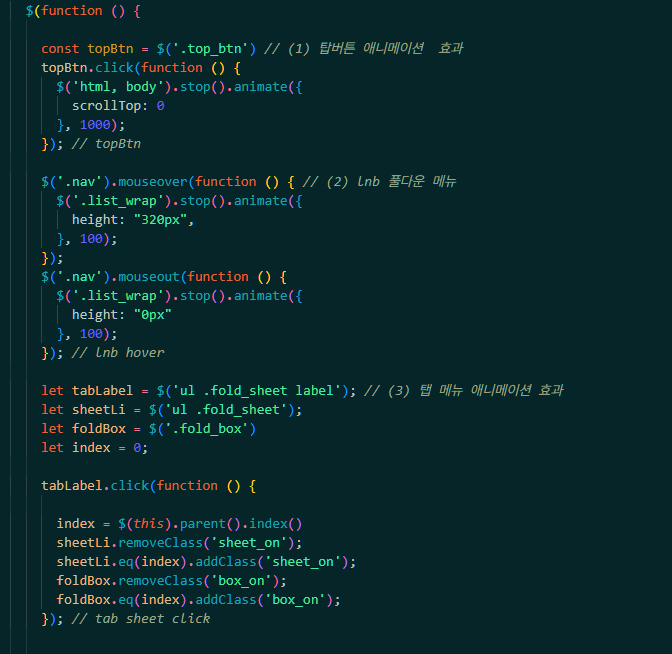 $(function () {
const topBtn = $('.top_btn') // (1) 탑버튼 애니메이션  효과
topBtn.click(function () {
$('html, body').stop().animate({
scrollTop: 0
}, 1000);
}); // topBtn
$('.nav').mouseover(function () { // (2) lnb 풀다운 메뉴
$('.list_wrap').stop().animate({
height: "320px",
}, 100);
});
$('.nav').mouseout(function () {
$('.list_wrap').stop().animate({
height: "0px"
}, 100);
}); // lnb hover
let tabLabel = $('ul .fold_sheet label'); // (3) 탭 메뉴 애니메이션 효과
let sheetLi = $('ul .fold_sheet');
let foldBox = $('.fold_box')
let index = 0;
tabLabel.click(function () {
index = $(this).parent().index()
sheetLi.removeClass('sheet_on');
sheetLi.eq(index).addClass('sheet_on');
foldBox.removeClass('box_on');
foldBox.eq(index).addClass('box_on');
}); // tab sheet click